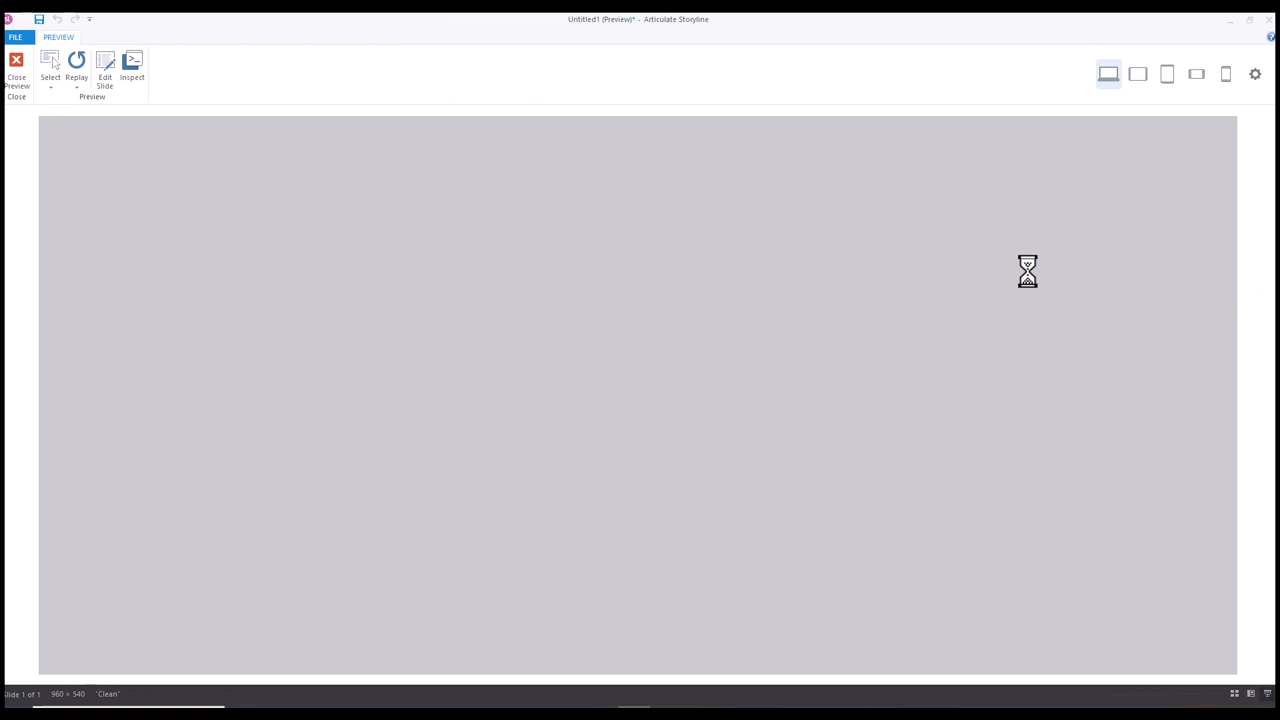 Untitled1 (Preview)* - Articulate Storyline
FILE
PREVIEW
Close Preview
Select
Replay
Edit Slide
Inspect
Close
Preview
Slide 1 of 1
960 × 540
"Clean"